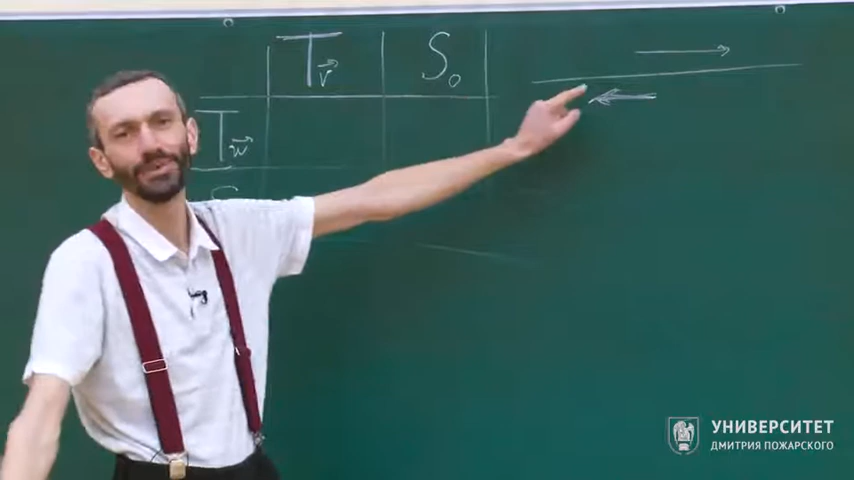 T v⃗ S₀
T w⃗
S
УНИВЕРСИТЕТ
ДМИТРИЯ ПОЖАРСКОГО